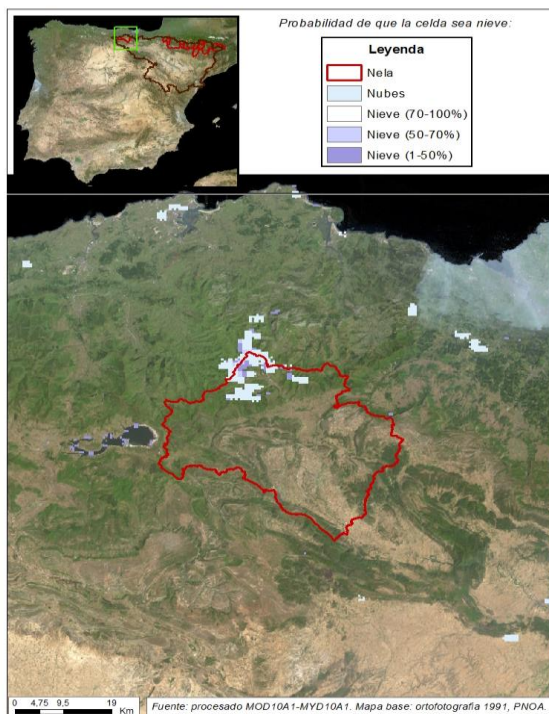 Probabilidad de que la celda sea nieve:
Leyenda
Nela
Nubes
Nieve (70-100%)
Nieve (50-70%)
Nieve (1-50%)
0 4,75 9,5 19
Km
Fuente: procesado MOD10A1-MYD10A1. Mapa base: ortofotografía 1991, PNOA.